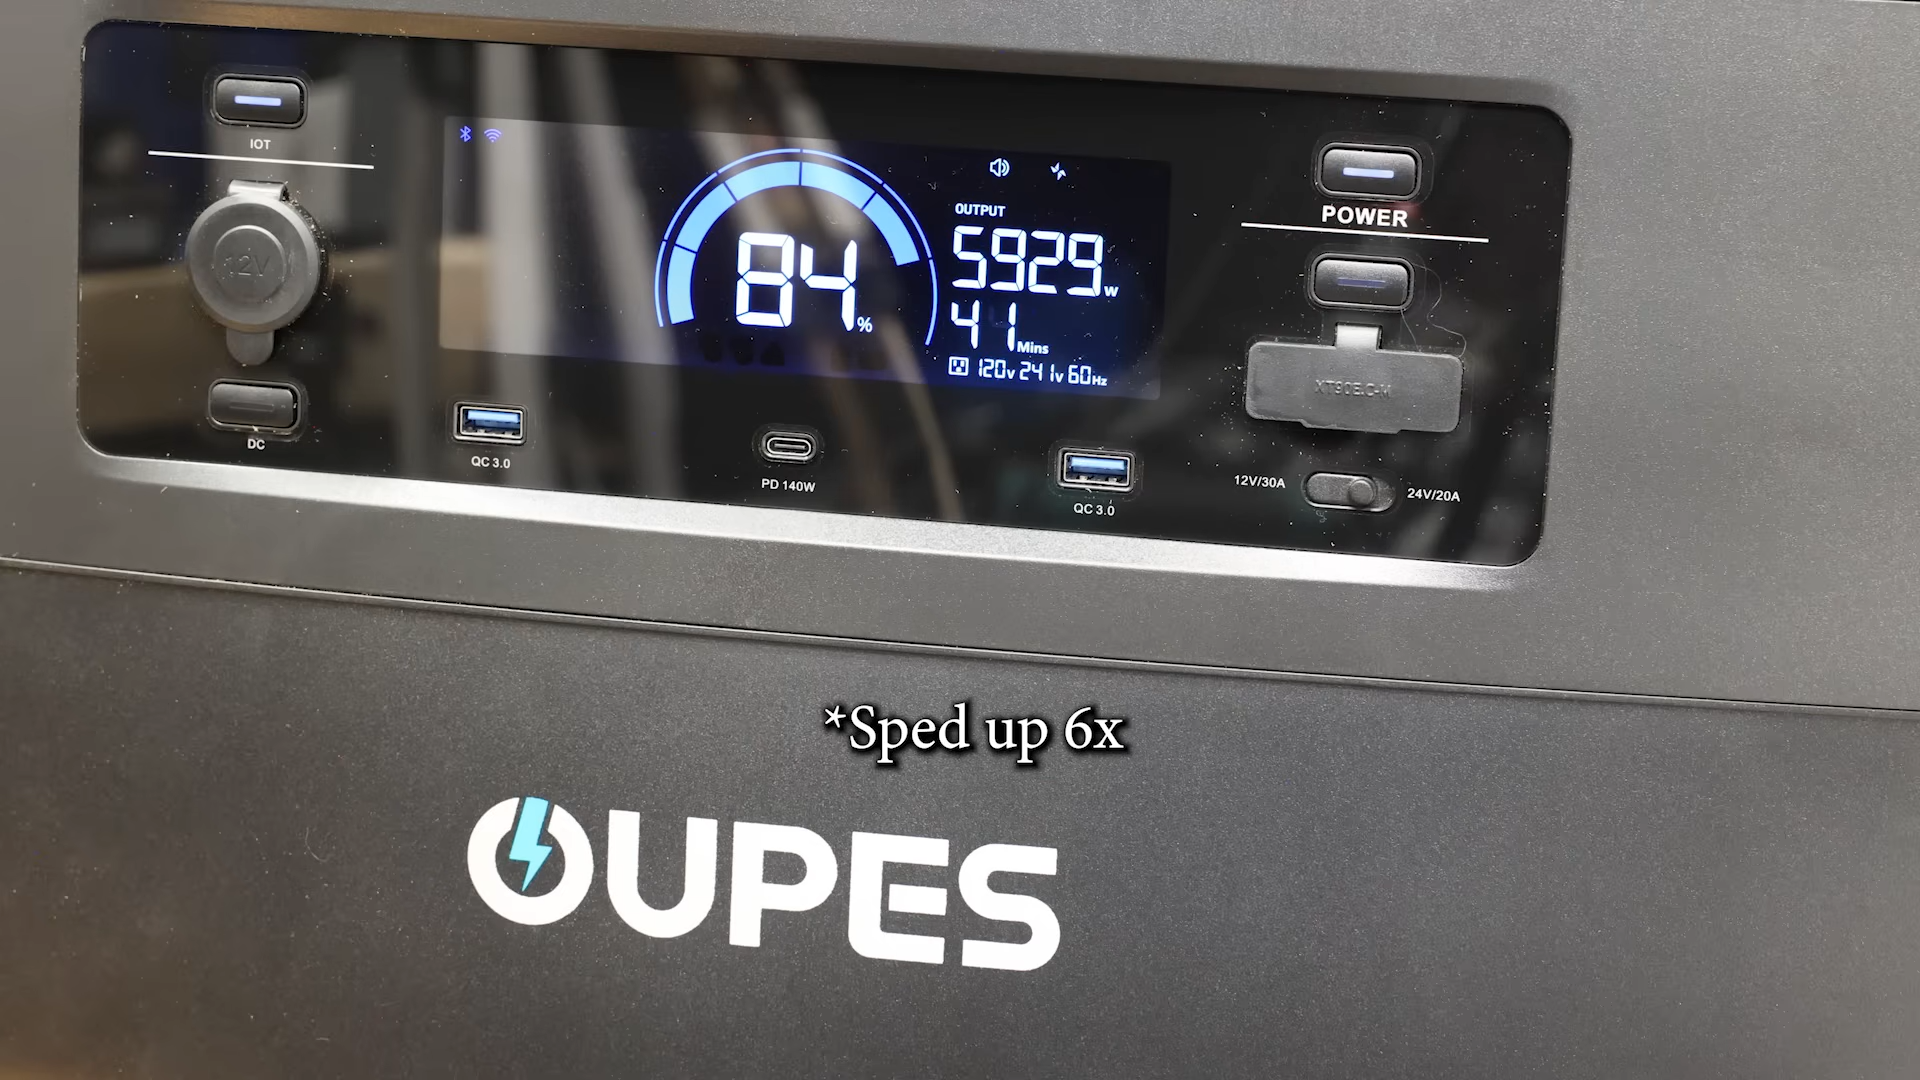 IOT
12V
DC
QC 3.0
84%
OUTPUT
5929w
41Mins
120v 241v 60Hz
PD 140W
QC 3.0
POWER
12V/30A
24V/20A
*Sped up 6x
OUPES